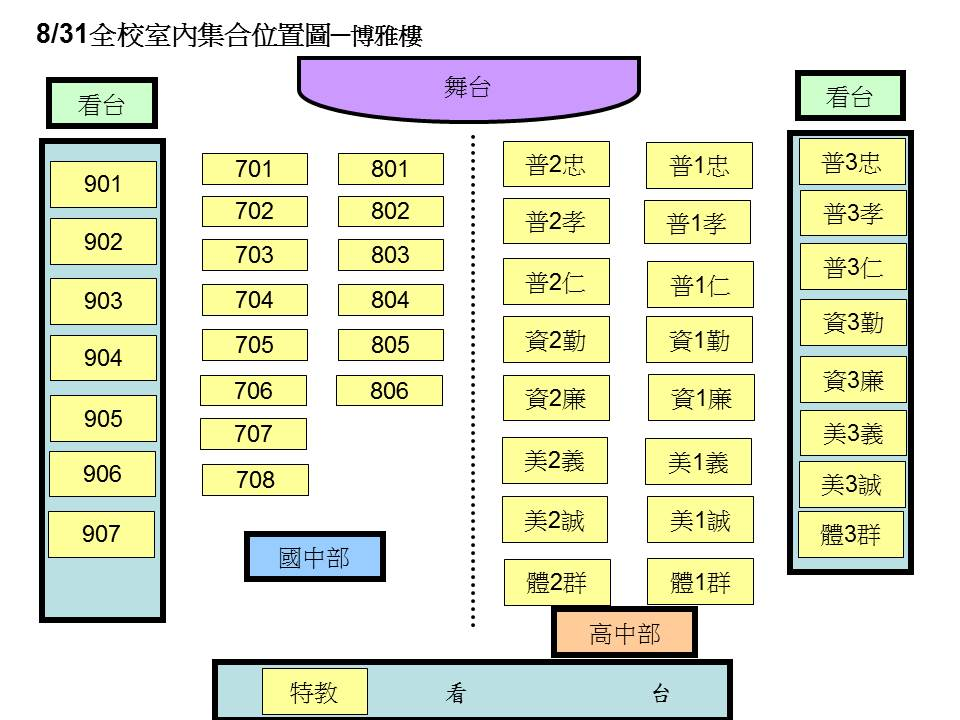 8/31全校室內集合位置圖—博雅樓
舞台
看台
看台
901
902
903
904
905
906
907
701
702
703
704
705
706
707
708
801
802
803
804
805
806
國中部
普2忠
普2孝
普2仁
資2勤
資2廉
美2義
美2誠
體2群
普1忠
普1孝
普1仁
資1勤
資1廉
美1義
美1誠
體1群
高中部
普3忠
普3孝
普3仁
資3勤
資3廉
美3義
美3誠
體3群
特教
看 台